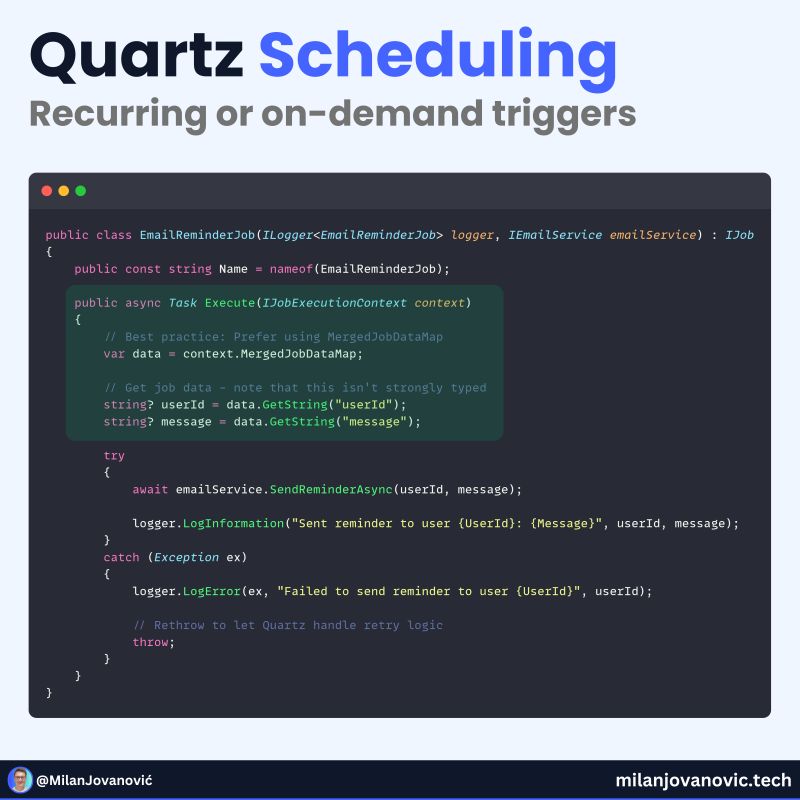 Quartz Scheduling
Recurring or on-demand triggers
public class EmailReminderJob(ILogger<EmailReminderJob> logger, IEmailService emailService) : IJob
{
    public const string Name = nameof(EmailReminderJob);
    public async Task Execute(IJobExecutionContext context)
    {
        // Best practice: Prefer using MergedJobDataMap
        var data = context.MergedJobDataMap;
        // Get job data - note that this isn't strongly typed
        string? userId = data.GetString("userId");
        string? message = data.GetString("message");
        try
        {
            await emailService.SendReminderAsync(userId, message);
            logger.LogInformation("Sent reminder to user {UserId}: {Message}", userId, message);
        }
        catch (Exception ex)
        {
            logger.LogError(ex, "Failed to send reminder to user {UserId}", userId);
            // Rethrow to let Quartz handle retry logic
            throw;
        }
    }
}
@MilanJovanović
milanjovanovic.tech